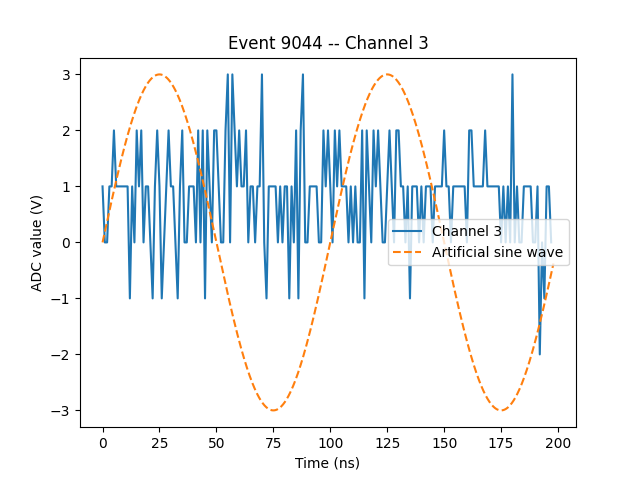 Event 9044 -- Channel 3
3
2
1
0
−1
−2
−3
ADC value (V)
Channel 3
Artificial sine wave
0 25 50 75 100 125 150 175 200
Time (ns)